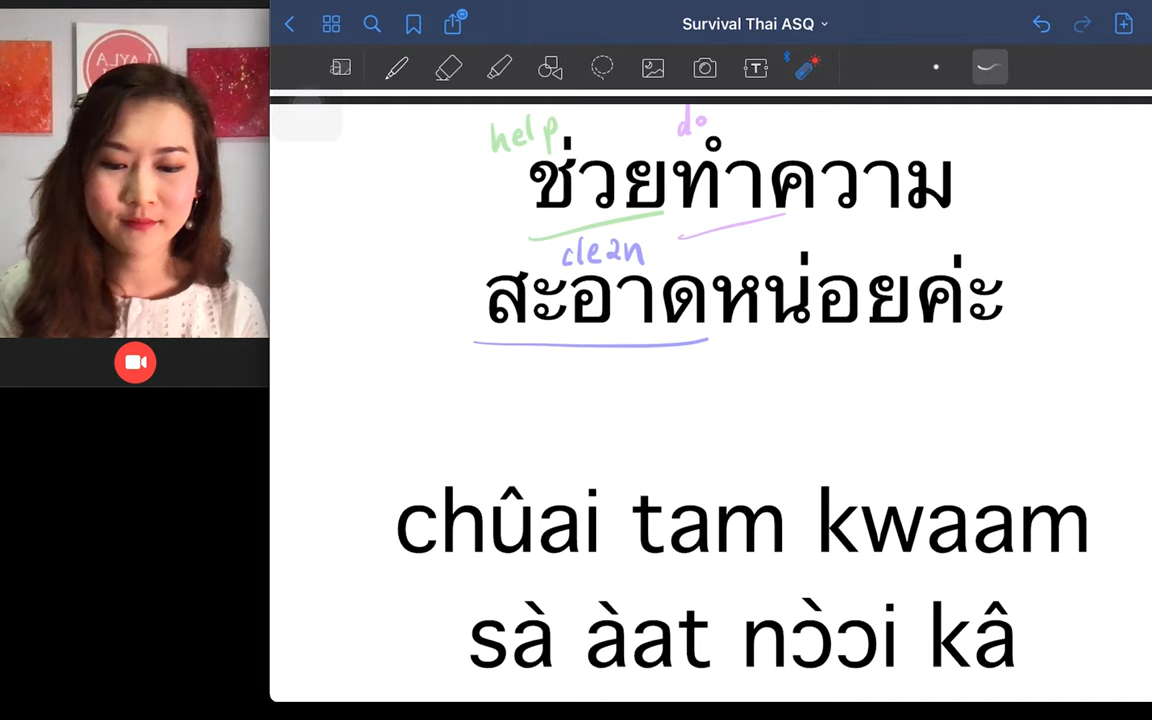 Survival Thai ASQ
T
help
do
ช่วยทำความ
clean
สะอาดหน่อยค่ะ
chûai tam kwaam
sà àat nɔ̀ɔi kâ